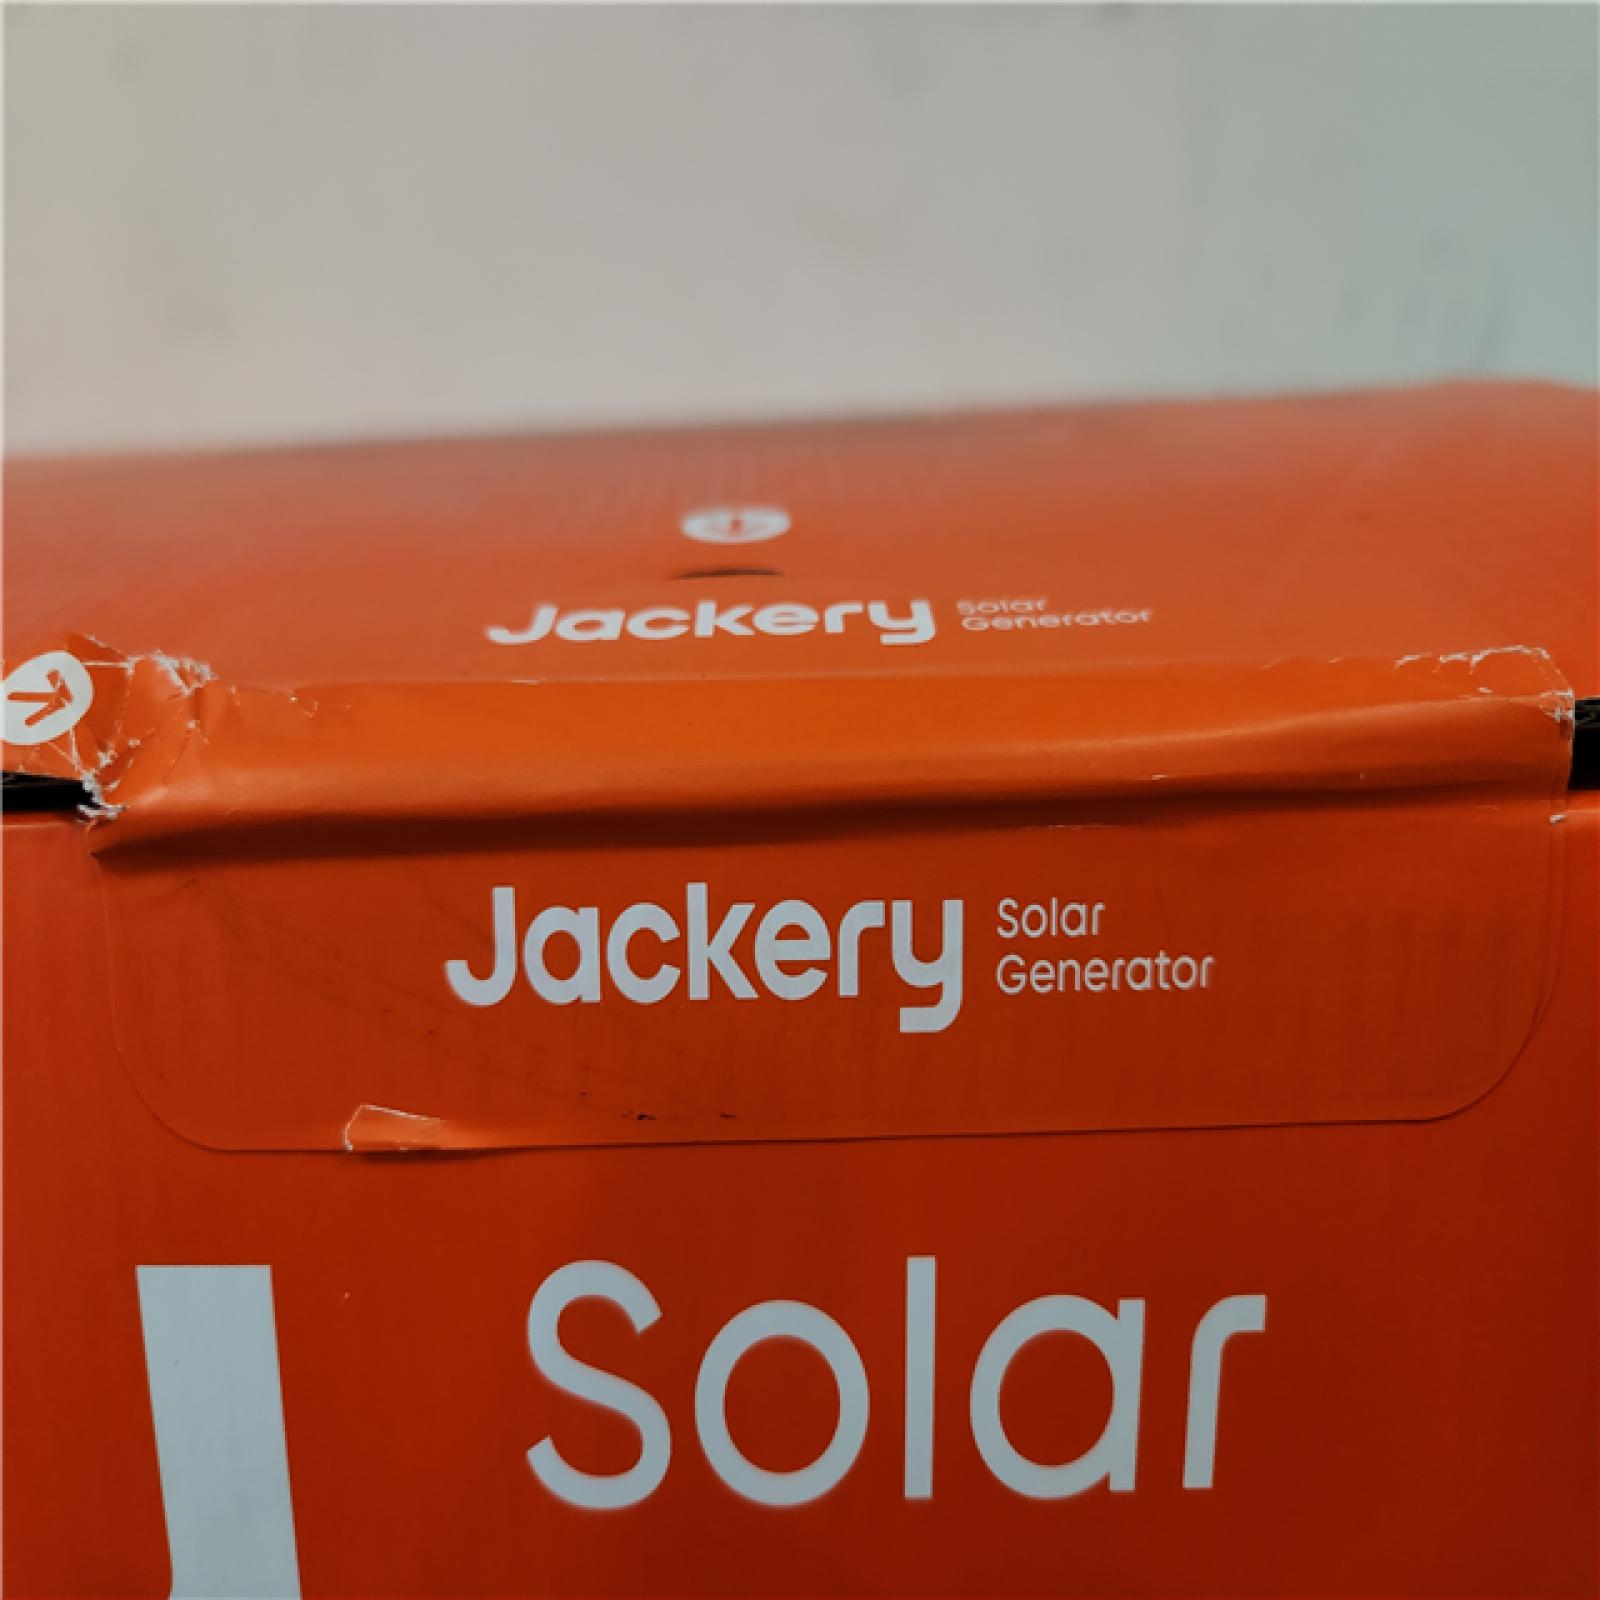 Jackery Solar
Generator
Jackery Solar
Generator
Solar